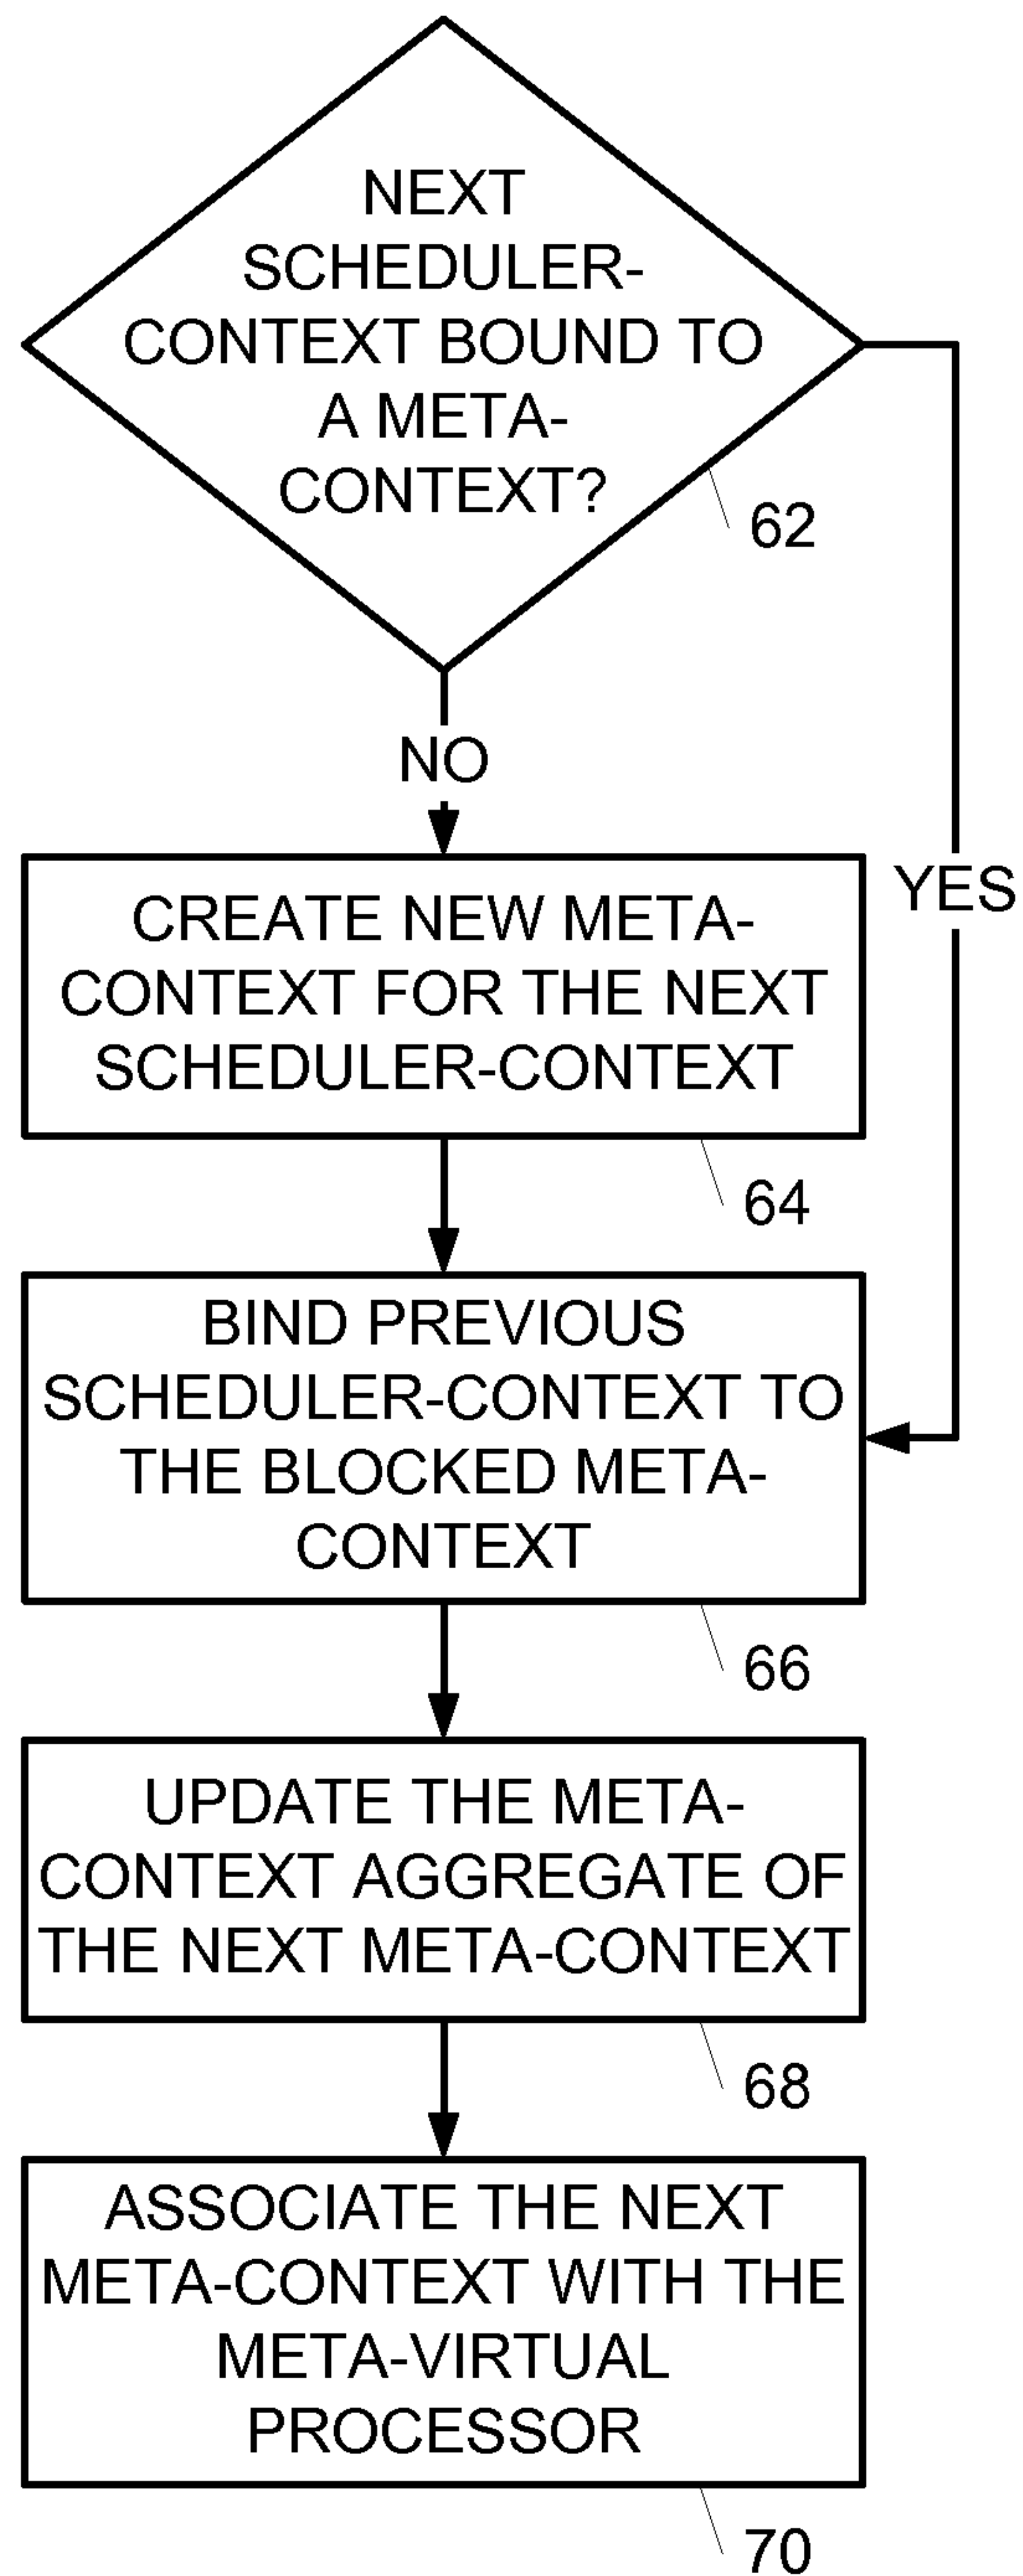 NEXT
SCHEDULER-
CONTEXT BOUND TO
A META-
CONTEXT?
62
NO
YES
CREATE NEW META-
CONTEXT FOR THE NEXT
SCHEDULER-CONTEXT
64
BIND PREVIOUS
SCHEDULER-CONTEXT TO
THE BLOCKED META-
CONTEXT
66
UPDATE THE META-
CONTEXT AGGREGATE OF
THE NEXT META-CONTEXT
68
ASSOCIATE THE NEXT
META-CONTEXT WITH THE
META-VIRTUAL
PROCESSOR
70